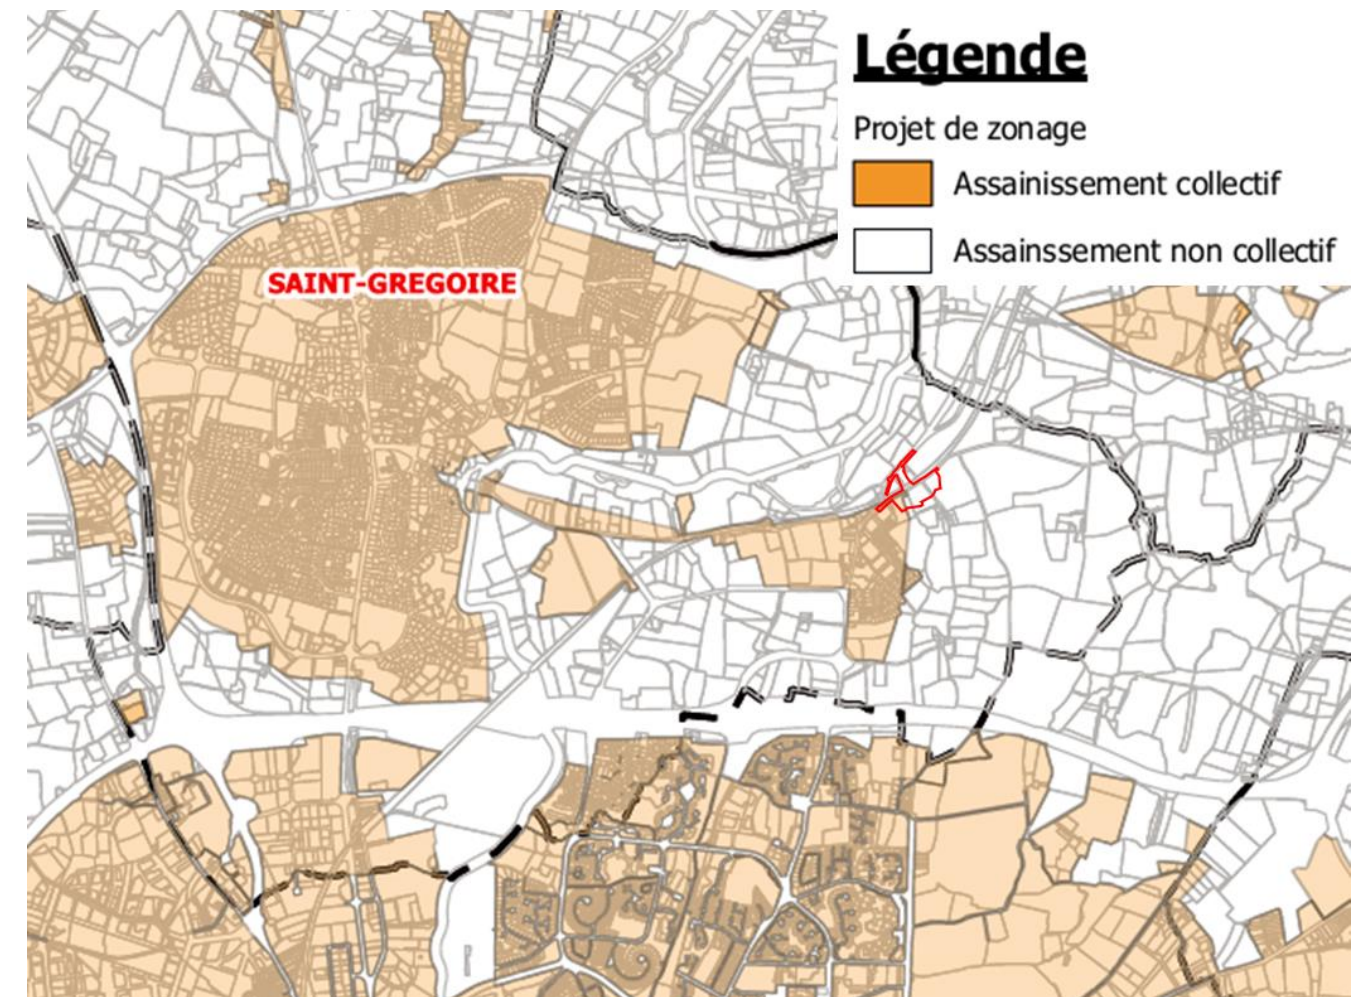 Légende
Projet de zonage
Assainissement collectif
Assainssement non collectif
SAINT-GREGOIRE